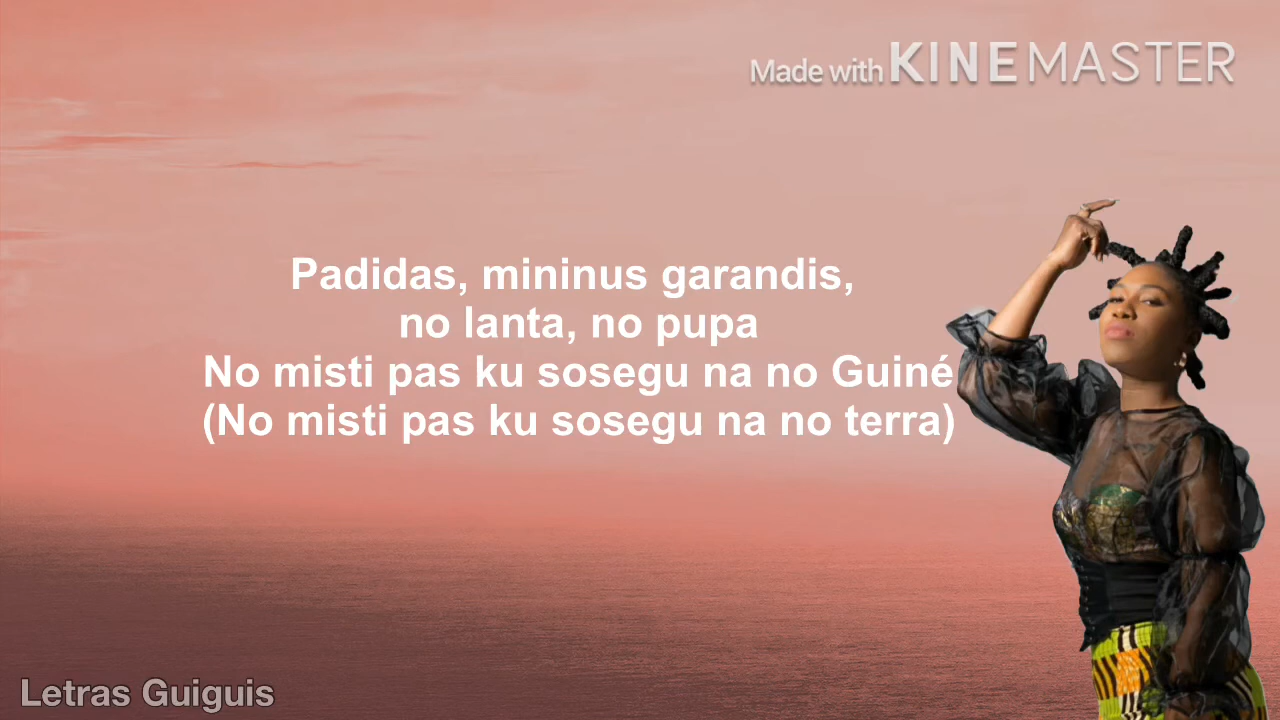 Made with KINEMASTER
Padidas, mininus garandis,
no lanta, no pupa
No misti pas ku sosegu na no Guiné
(No misti pas ku sosegu na no terra)
Letras Guiguis